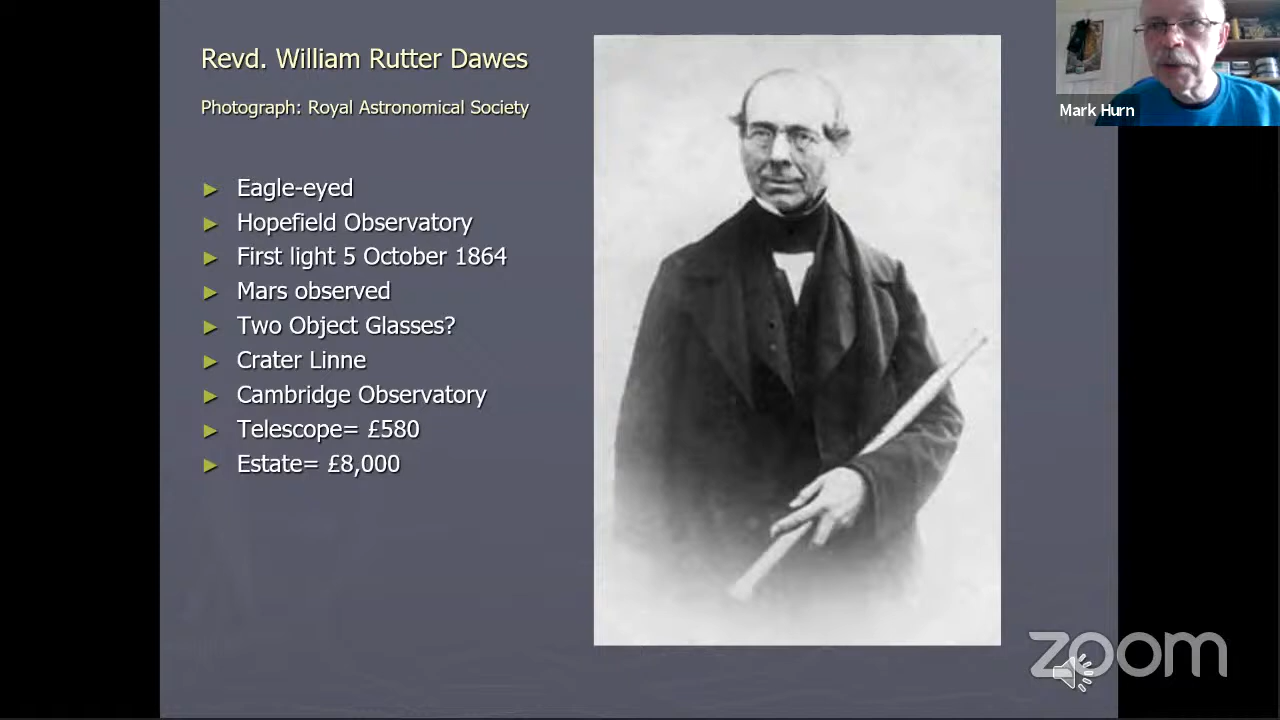 Revd. William Rutter Dawes
Photograph: Royal Astronomical Society
► Eagle-eyed
► Hopefield Observatory
► First light 5 October 1864
► Mars observed
► Two Object Glasses?
► Crater Linne
► Cambridge Observatory
► Telescope= £580
► Estate= £8,000
Mark Hurn
zoom